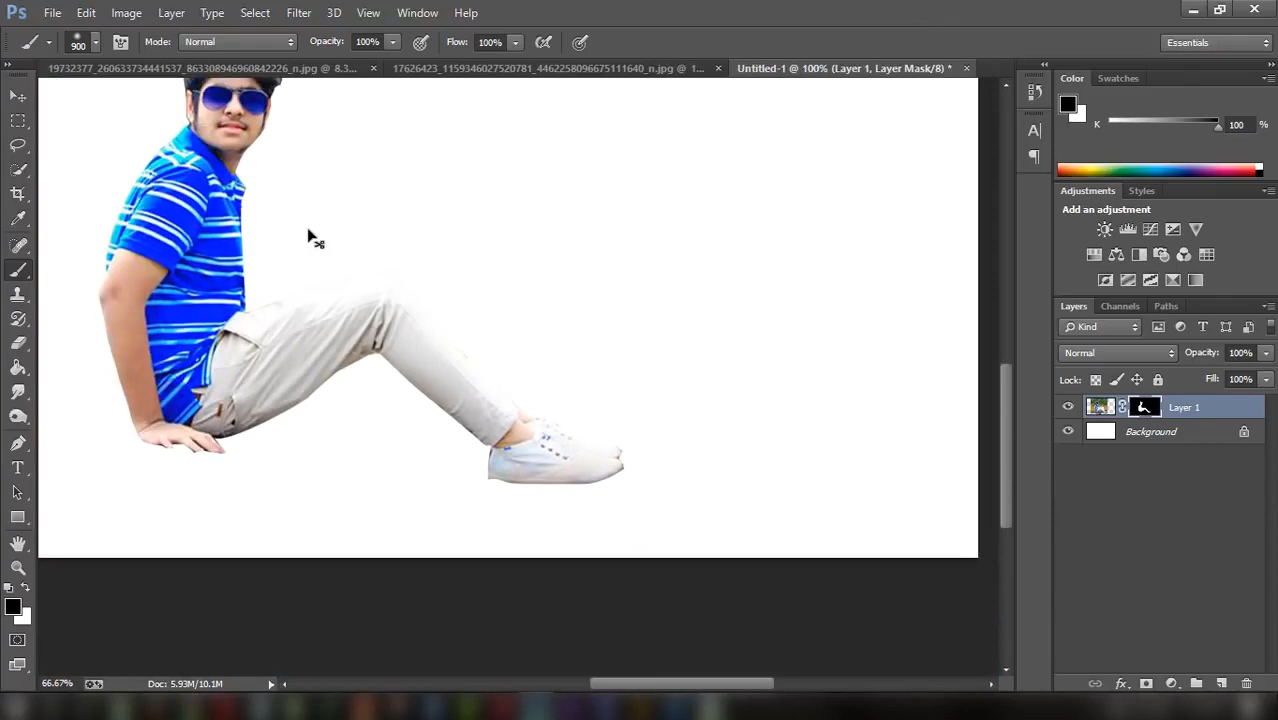 Ps File Edit Image Layer Type Select Filter 3D View Window Help
900 Mode: Normal Opacity: 100% Flow: 100% Essentials
19732377_260633734441537_863308946960842226_n.jpg @ 8.3... × 17626423_1159346027520781_4462258096675111640_n.jpg @ 1... × Untitled-1 @ 100% (Layer 1, Layer Mask/8) * ×
Color Swatches
K 100 %
Adjustments Styles
Add an adjustment
Layers Channels Paths
Kind
Normal Opacity: 100%
Lock: Fill: 100%
Layer 1
Background
66.67% Doc: 5.93M/10.1M